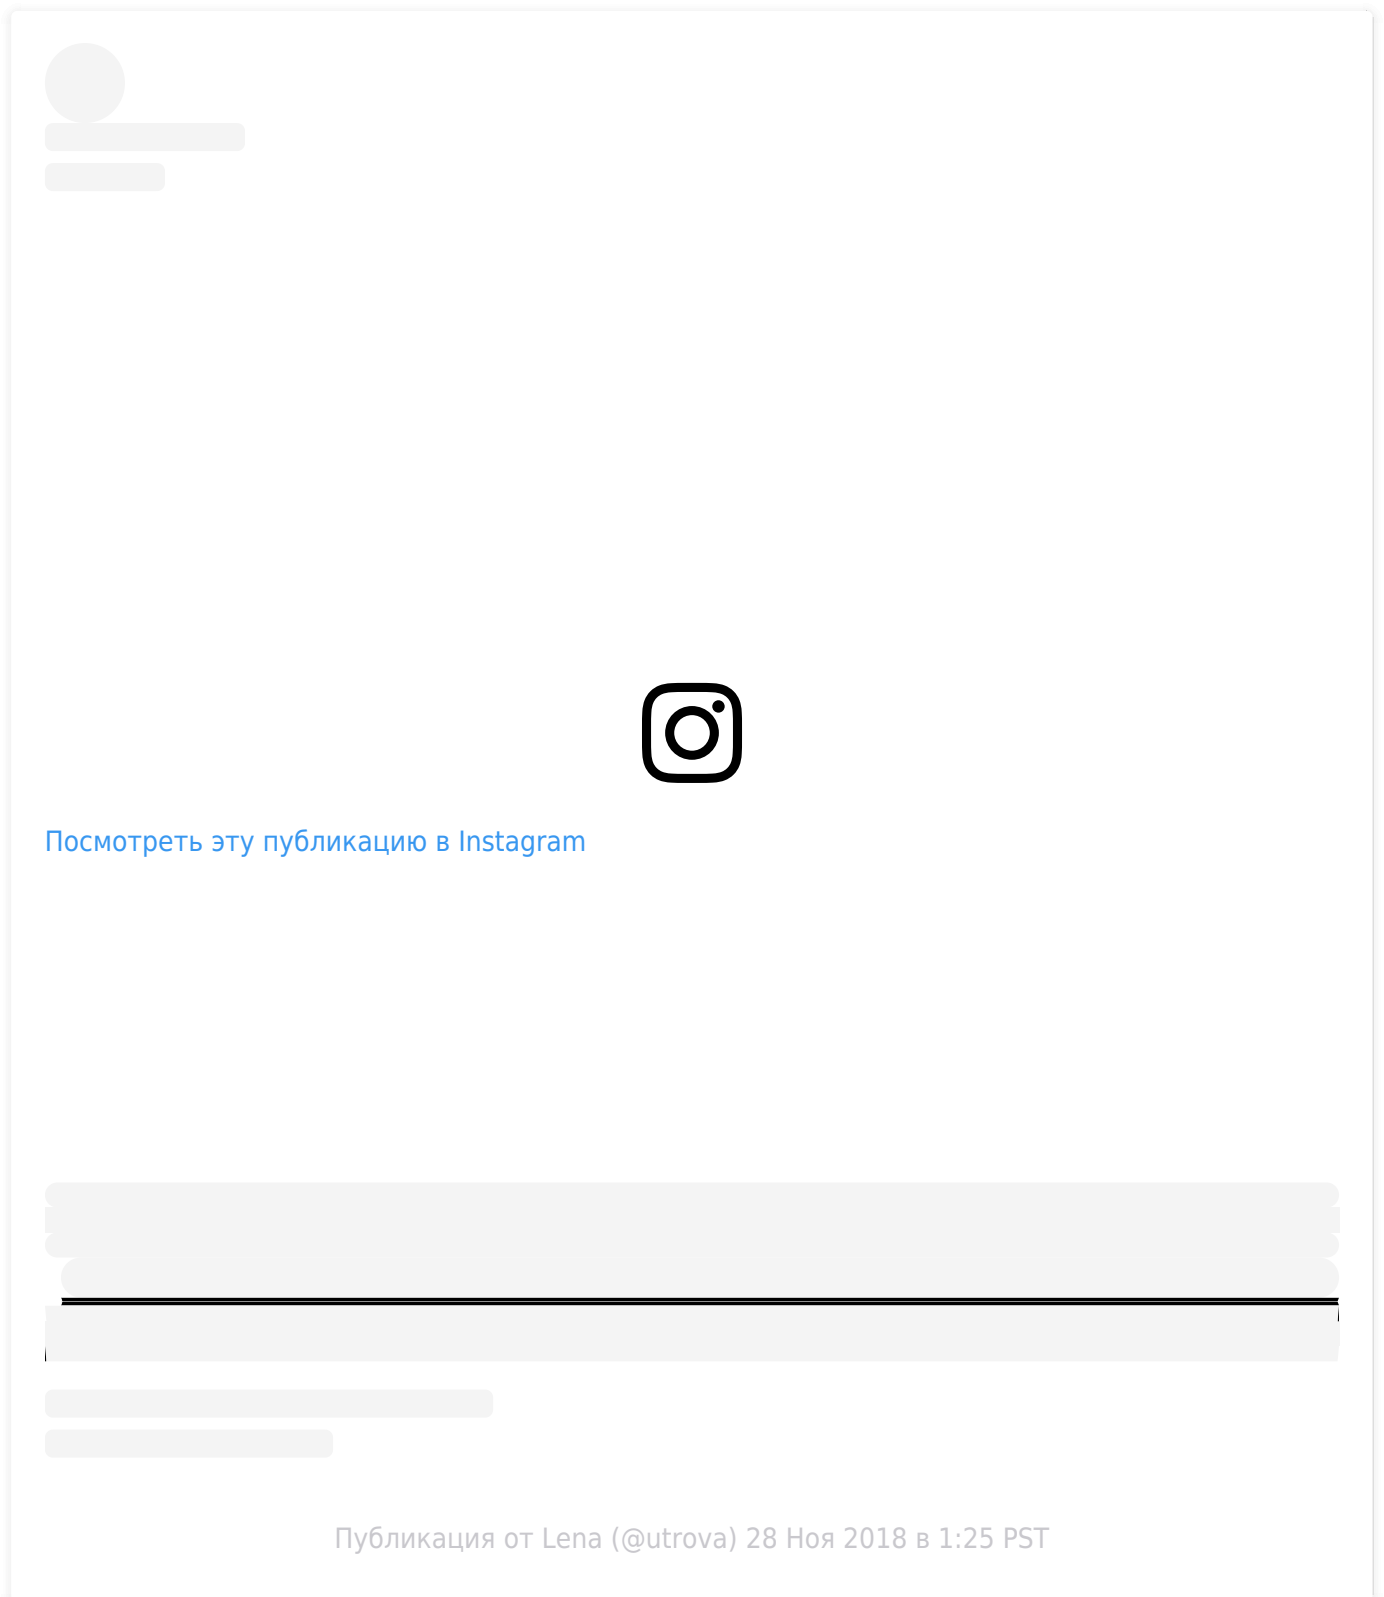 Посмотреть эту публикацию в Instagram
Публикация от Lena (@utrova) 28 Ноя 2018 в 1:25 PST